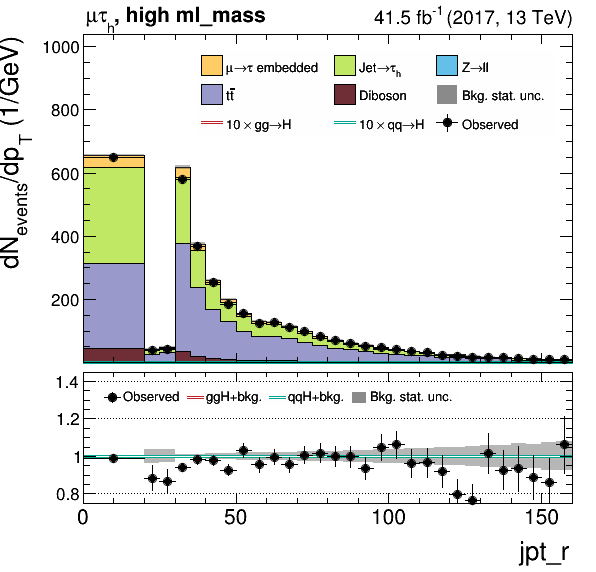 μτh, high ml_mass 41.5 fb-1 (2017, 13 TeV)
dNevents/dpT (1/GeV)
1000
800
600
400
200
μ→τ embedded Jet→τh Z→ll
tt̄ Diboson Bkg. stat. unc.
10 × gg→H 10 × qq→H Observed
1.4
1.2
1
0.8
Observed ggH+bkg. qqH+bkg. Bkg. stat. unc.
0 50 100 150
jpt_r